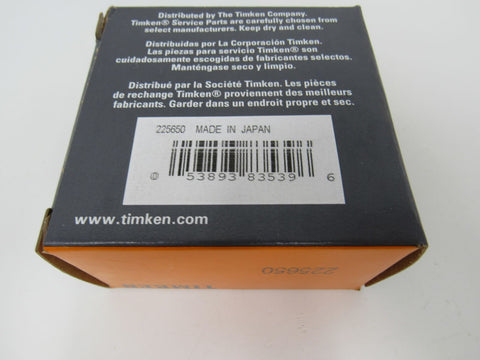 Distributed by The Timken Company.
Timken® Service Parts are carefully chosen from
select manufacturers. Keep dry and clean.
Distribuidas por La Corporación Timken.
Las piezas para servicio Timken® son
cuidadosamente escogidas de fabricantes selectos.
Manténgase seco y limpio.
Distribué par la Société Timken. Les pièces
de rechange Timken® proviennent des meilleurs
fabricants. Garder dans un endroit propre et sec.
225650 MADE IN JAPAN
0 53893 83539 6
www.timken.com
225650
TIMKEN